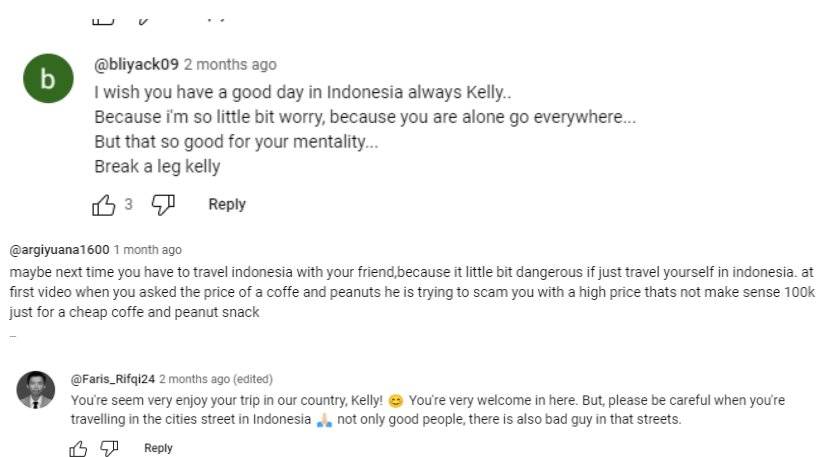 b
@bliyack09 2 months ago
I wish you have a good day in Indonesia always Kelly..
Because i'm so little bit worry, because you are alone go everywhere...
But that so good for your mentality...
Break a leg kelly
3 Reply
@argiyuana1600 1 month ago
maybe next time you have to travel indonesia with your friend,because it little bit dangerous if just travel yourself in indonesia. at
first video when you asked the price of a coffe and peanuts he is trying to scam you with a high price thats not make sense 100k
just for a cheap coffe and peanut snack
...
@Faris_Rifqi24 2 months ago (edited)
You're seem very enjoy your trip in our country, Kelly! 😊 You're very welcome in here. But, please be careful when you're
travelling in the cities street in Indonesia 🙏🏻 not only good people, there is also bad guy in that streets.
Reply